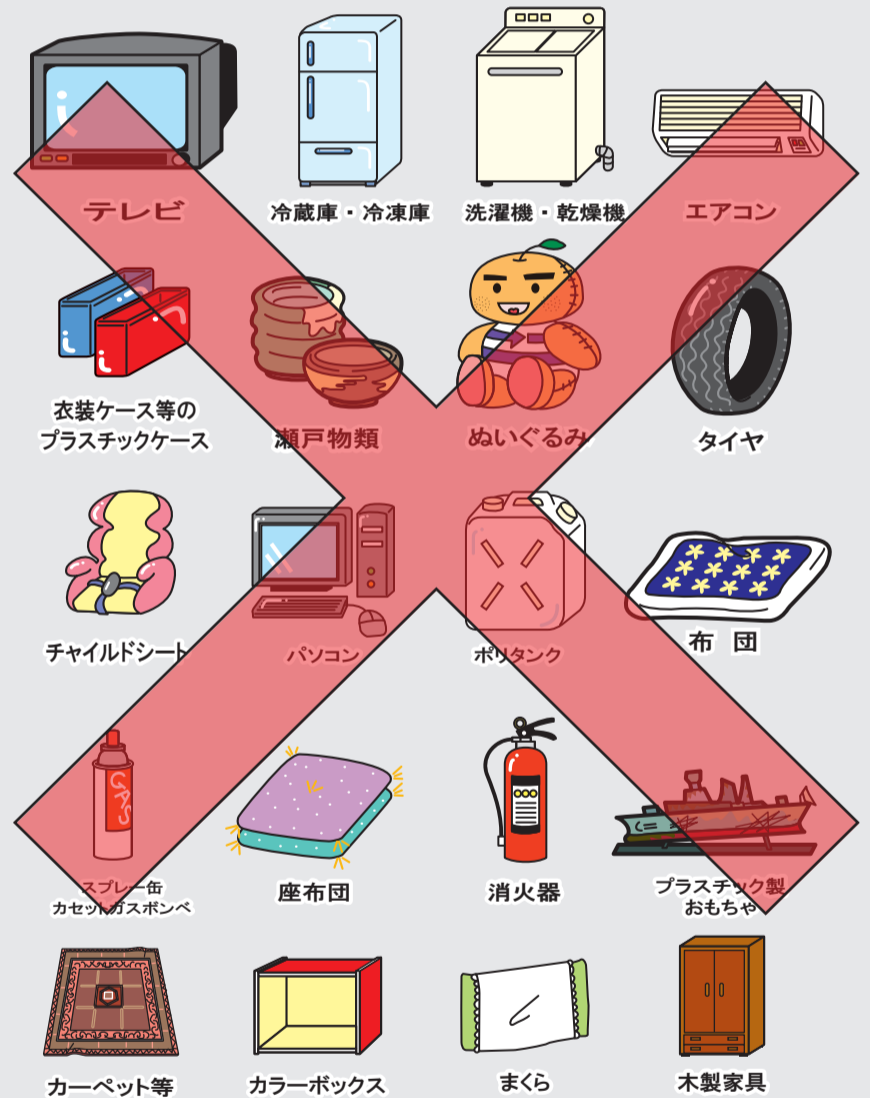 テレビ
冷蔵庫・冷凍庫
洗濯機・乾燥機
エアコン
衣装ケース等の
プラスチックケース
瀬戸物類
ぬいぐるみ
タイヤ
チャイルドシート
パソコン
ポリタンク
布団
GAS
スプレー缶
カセットガスボンベ
座布団
消火器
プラスチック製
おもちゃ
カーペット等
カラーボックス
まくら
木製家具